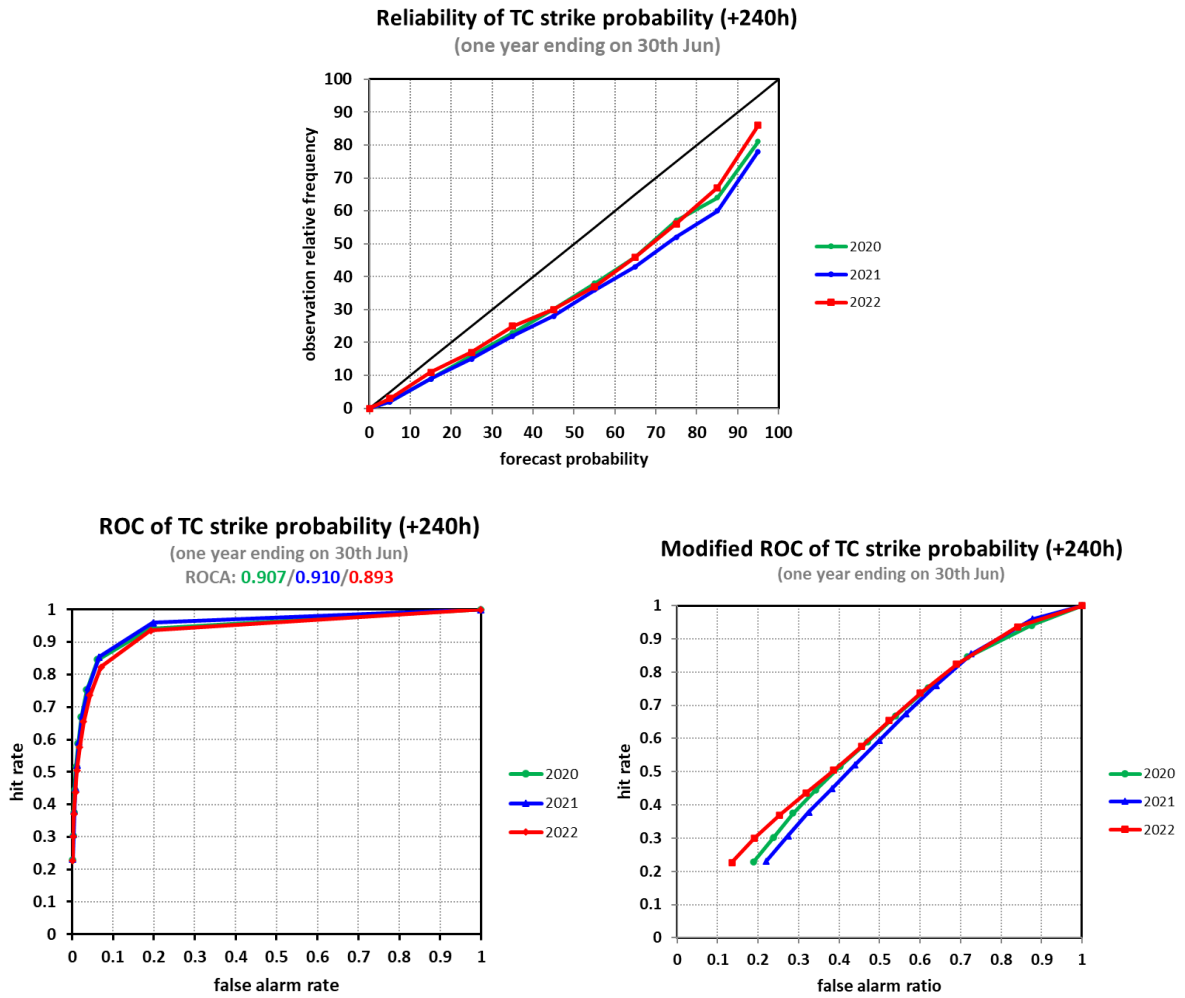 Reliability of TC strike probability (+240h)
(one year ending on 30th Jun)
100
90
80
70
60
50
40
30
20
10
0
observation relative frequency
0 10 20 30 40 50 60 70 80 90 100
forecast probability
2020
2021
2022
ROC of TC strike probability (+240h)
(one year ending on 30th Jun)
ROCA: 0.907/0.910/0.893
1
0.9
0.8
0.7
0.6
0.5
0.4
0.3
0.2
0.1
0
hit rate
0 0.1 0.2 0.3 0.4 0.5 0.6 0.7 0.8 0.9 1
false alarm rate
2020
2021
2022
Modified ROC of TC strike probability (+240h)
(one year ending on 30th Jun)
1
0.9
0.8
0.7
0.6
0.5
0.4
0.3
0.2
0.1
0
hit rate
0 0.1 0.2 0.3 0.4 0.5 0.6 0.7 0.8 0.9 1
false alarm ratio
2020
2021
2022